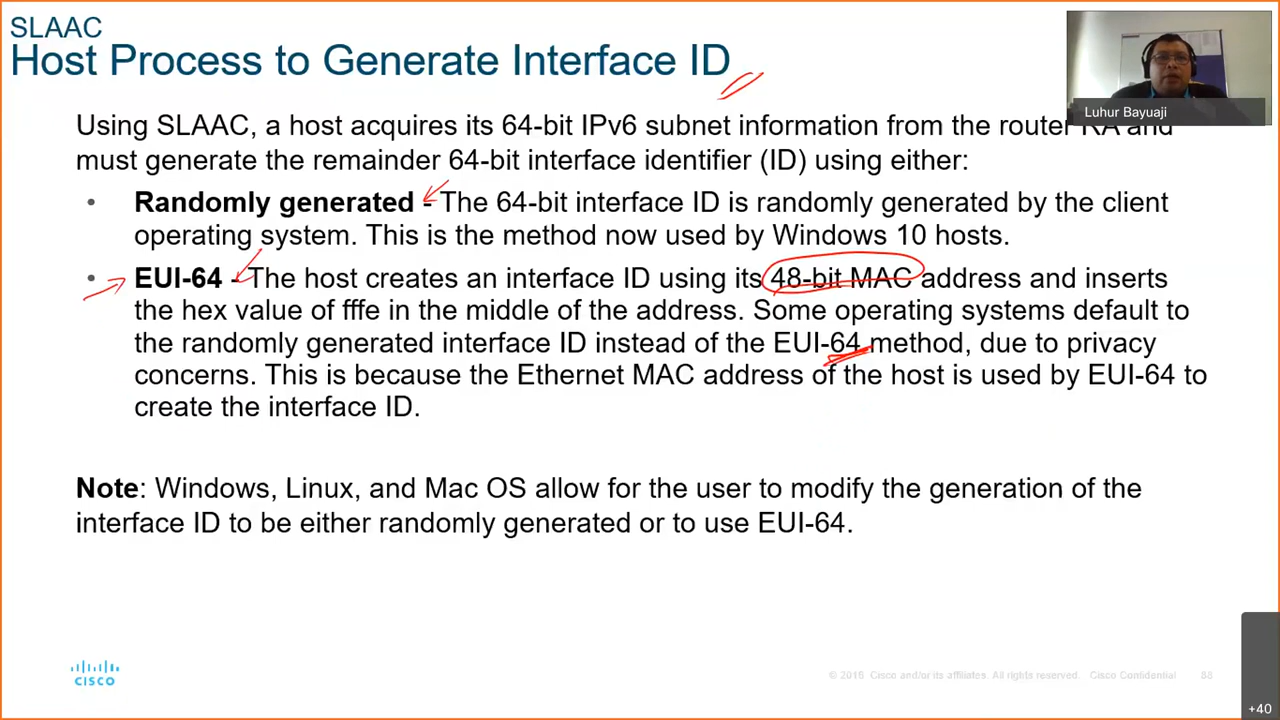 SLAAC
Host Process to Generate Interface ID
Luhur Bayuaji
Using SLAAC, a host acquires its 64-bit IPv6 subnet information from the router RA and
must generate the remainder 64-bit interface identifier (ID) using either:
• Randomly generated - The 64-bit interface ID is randomly generated by the client
operating system. This is the method now used by Windows 10 hosts.
• EUI-64 - The host creates an interface ID using its 48-bit MAC address and inserts
the hex value of fffe in the middle of the address. Some operating systems default to
the randomly generated interface ID instead of the EUI-64 method, due to privacy
concerns. This is because the Ethernet MAC address of the host is used by EUI-64 to
create the interface ID.
Note: Windows, Linux, and Mac OS allow for the user to modify the generation of the
interface ID to be either randomly generated or to use EUI-64.
CISCO
© 2016 Cisco and/or its affiliates. All rights reserved. Cisco Confidential 88
+40